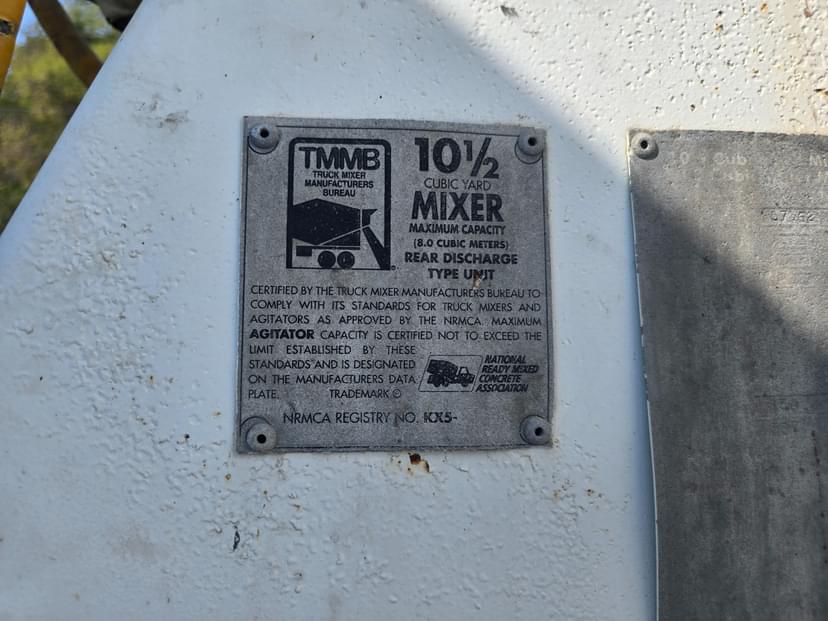 TMMB
TRUCK MIXER
MANUFACTURERS
BUREAU
10½
CUBIC YARD
MIXER
MAXIMUM CAPACITY
(8.0 CUBIC METERS)
REAR DISCHARGE
TYPE UNIT
CERTIFIED BY THE TRUCK MIXER MANUFACTURERS BUREAU TO
COMPLY WITH ITS STANDARDS FOR TRUCK MIXERS AND
AGITATORS AS APPROVED BY THE NRMCA. MAXIMUM
AGITATOR CAPACITY IS CERTIFIED NOT TO EXCEED THE
LIMIT ESTABLISHED BY THESE
STANDARDS AND IS DESIGNATED
ON THE MANUFACTURERS DATA
PLATE. TRADEMARK ©
NATIONAL
READY MIXED
CONCRETE
ASSOCIATION
NRMCA REGISTRY NO. KX5-
Cub